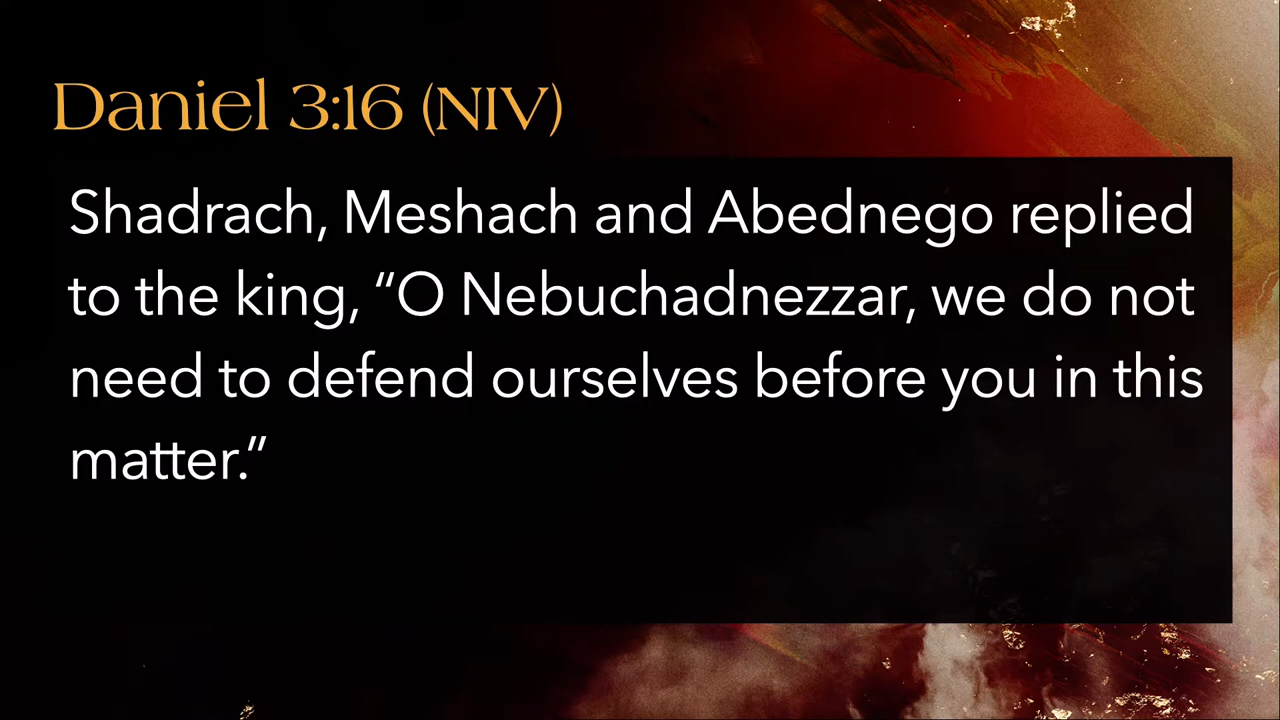 Daniel 3:16 (NIV)
Shadrach, Meshach and Abednego replied
to the king, “O Nebuchadnezzar, we do not
need to defend ourselves before you in this
matter.”